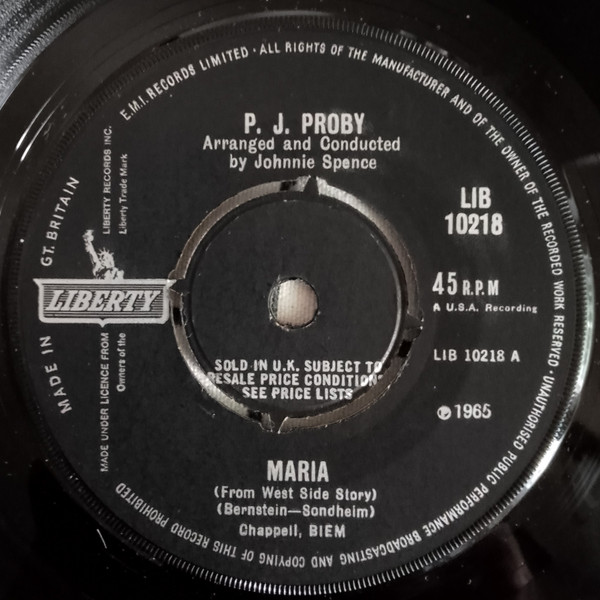 E.M.I. RECORDS LIMITED · ALL RIGHTS OF THE MANUFACTURER AND OF THE OWNER OF THE RECORDED WORK RESERVED · UNAUTHORISED PUBLIC PERFORMANCE BROADCASTING AND COPYING OF THIS RECORD PROHIBITED
MADE IN GT. BRITAIN
P. J. PROBY
Arranged and Conducted
by Johnnie Spence
LIBERTY RECORDS INC.
Liberty Trade Mark
LIBERTY
MADE UNDER LICENCE FROM
Owners of the
LIB
10218
45 R.P.M
A U.S.A. Recording
LIB 10218 A
℗ 1965
SOLD IN U.K. SUBJECT TO
RESALE PRICE CONDITION
SEE PRICE LISTS
MARIA
(From West Side Story)
(Bernstein—Sondheim)
Chappell, BIEM